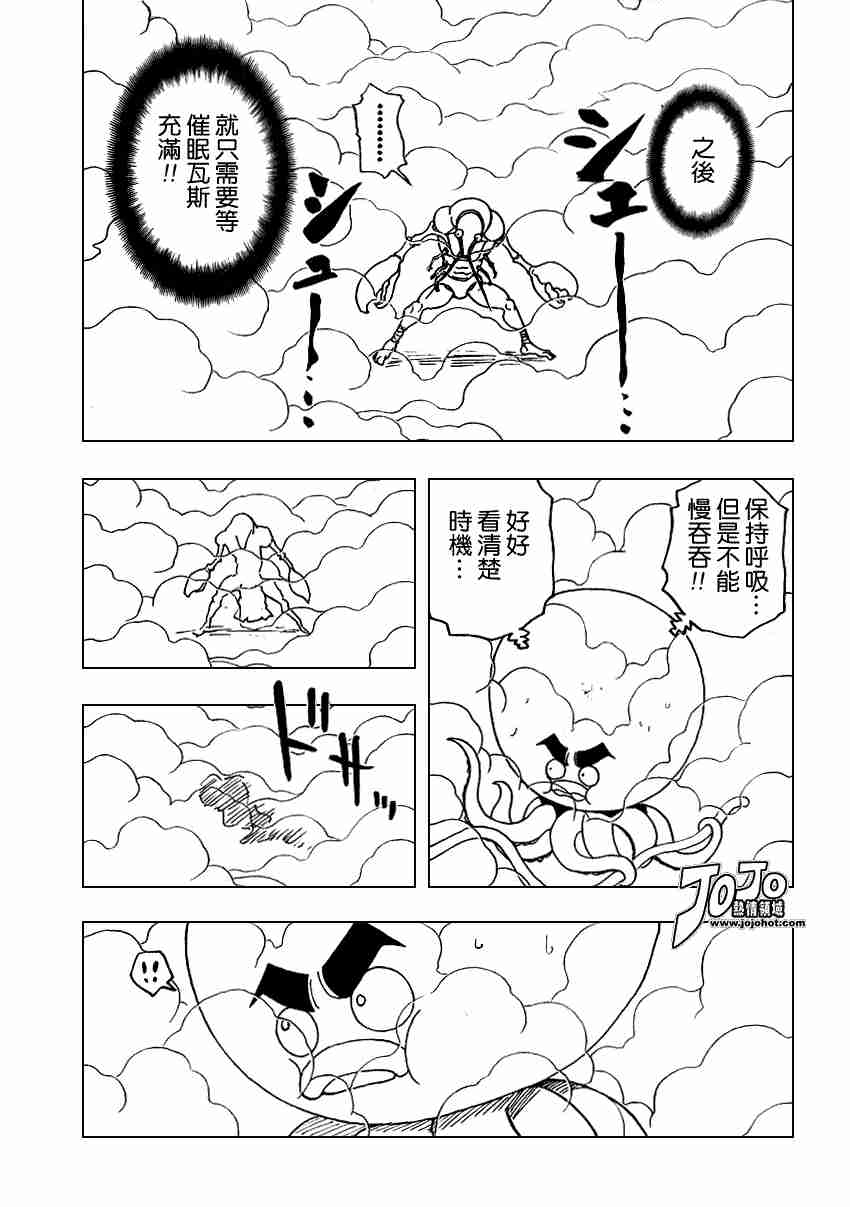 之後
シュー…
………
シュー…
就只需要等
催眠瓦斯
充滿!!
保持呼吸…
但是不能
慢吞吞!!
好好
看清楚
時機…
ドサッ
!!
JOJO
熱情領域
www.jojohot.com